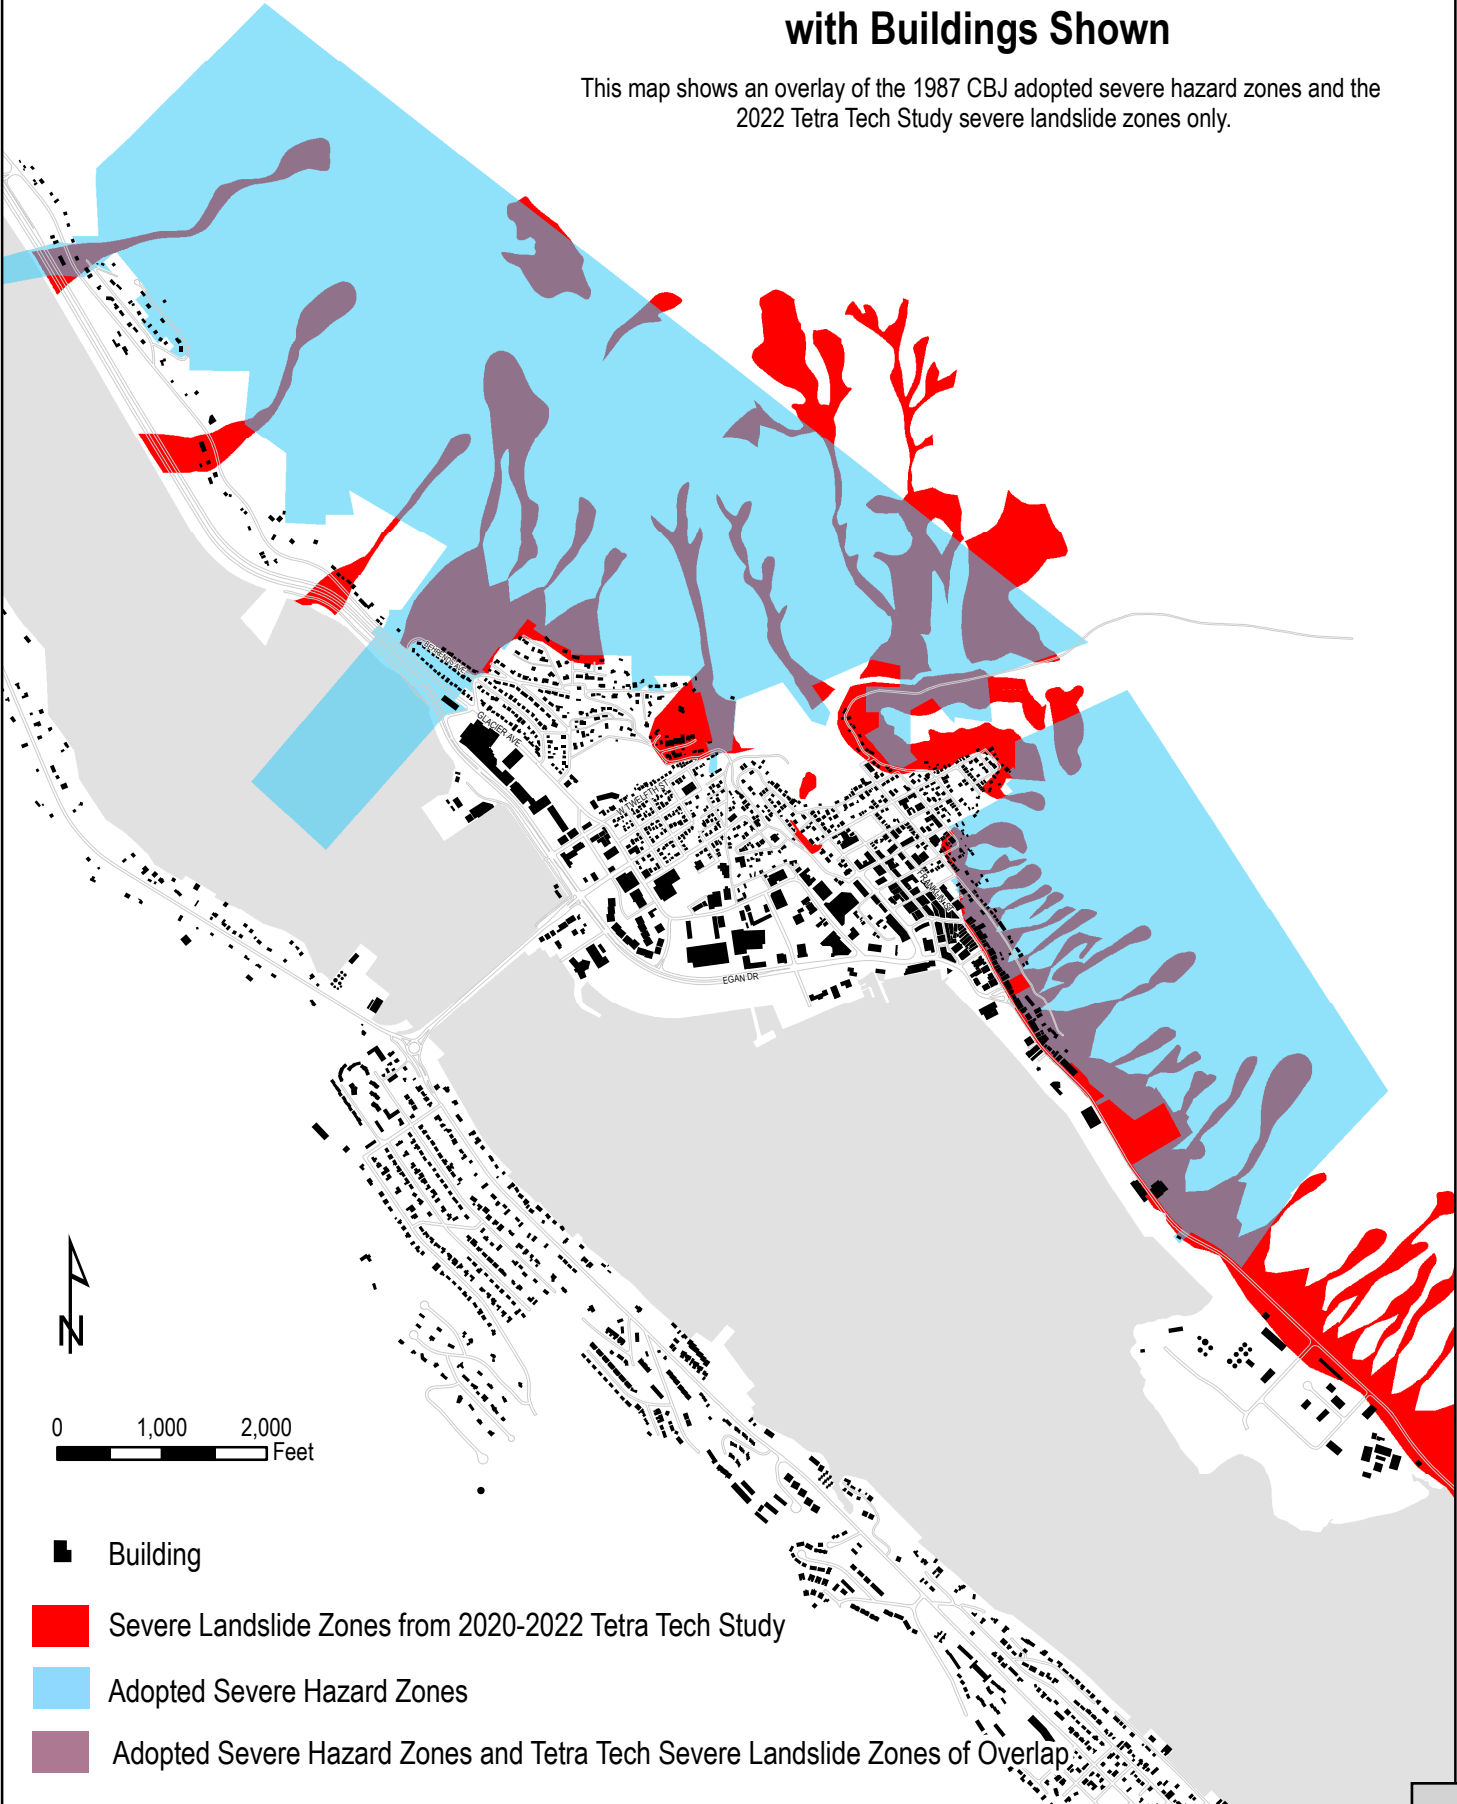 with Buildings Shown
This map shows an overlay of the 1987 CBJ adopted severe hazard zones and the
2022 Tetra Tech Study severe landslide zones only.
GLACIER AVE
W TWELFTH ST
FRANKLIN ST
EGAN DR
N
0 1,000 2,000
Feet
Building
Severe Landslide Zones from 2020-2022 Tetra Tech Study
Adopted Severe Hazard Zones
Adopted Severe Hazard Zones and Tetra Tech Severe Landslide Zones of Overlap